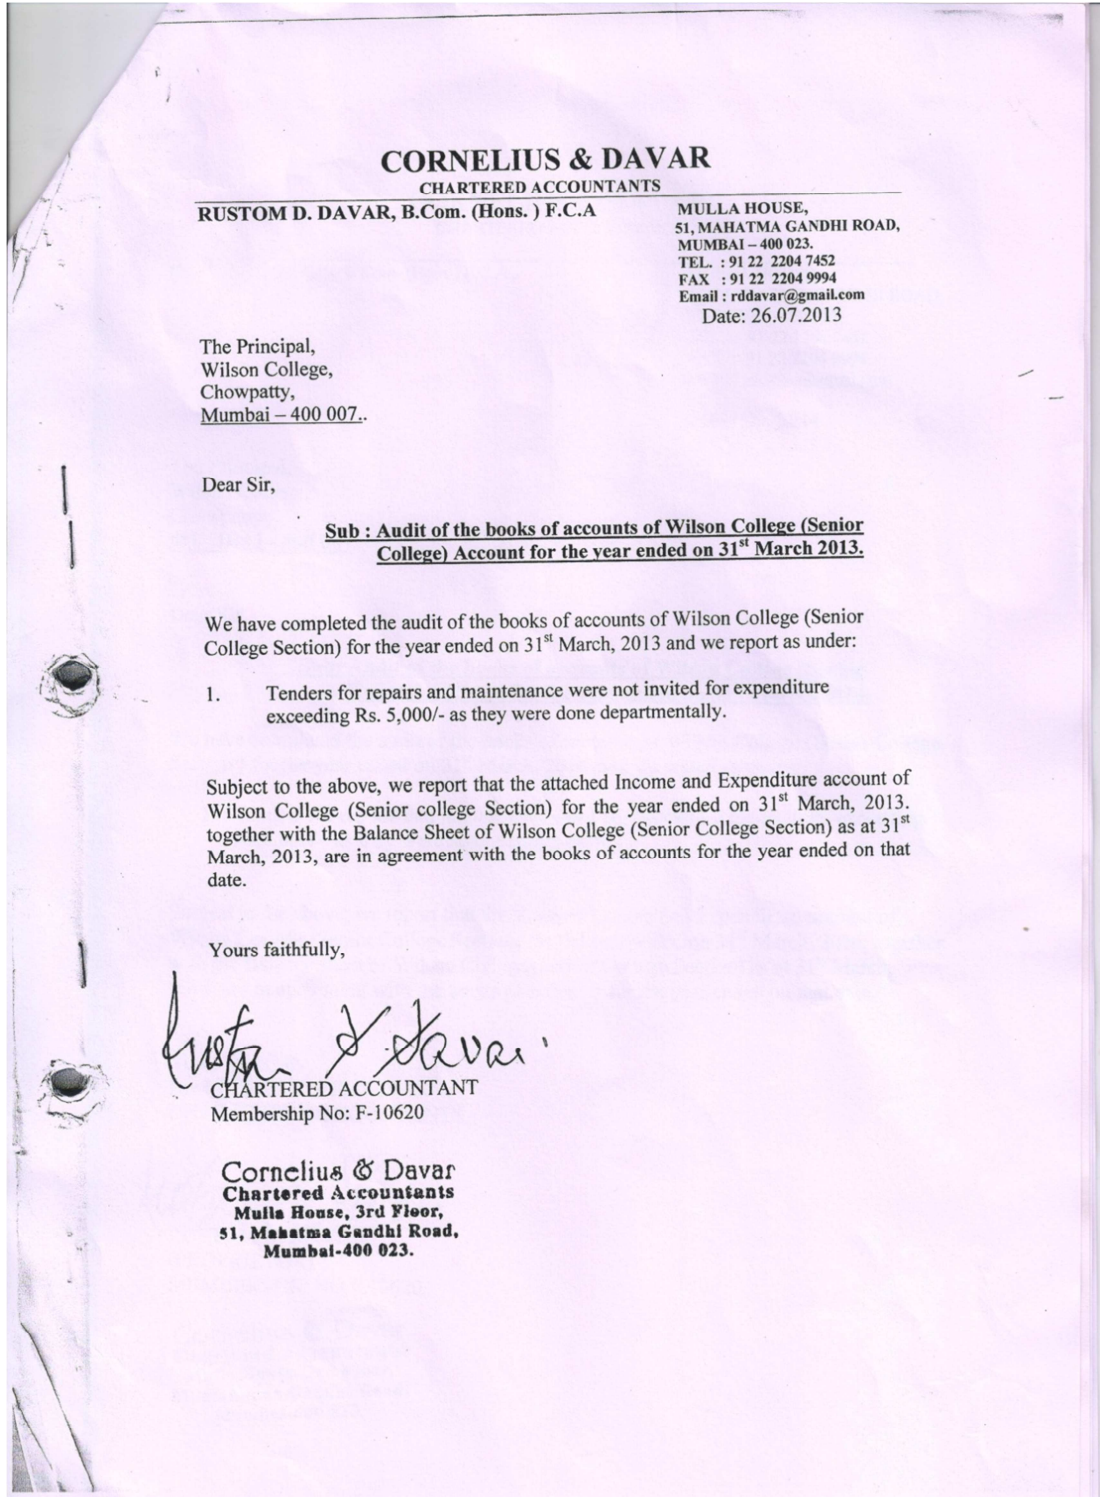 CORNELIUS & DAVAR
CHARTERED ACCOUNTANTS
RUSTOM D. DAVAR, B.Com. (Hons. ) F.C.A
MULLA HOUSE,
51, MAHATMA GANDHI ROAD,
MUMBAI – 400 023.
TEL. : 91 22 2204 7452
FAX : 91 22 2204 9994
Email : rddavar@gmail.com
Date: 26.07.2013
The Principal,
Wilson College,
Chowpatty,
Mumbai – 400 007..
Dear Sir,
Sub : Audit of the books of accounts of Wilson College (Senior
College) Account for the year ended on 31st March 2013.
We have completed the audit of the books of accounts of Wilson College (Senior
College Section) for the year ended on 31st March, 2013 and we report as under:
1. Tenders for repairs and maintenance were not invited for expenditure
exceeding Rs. 5,000/- as they were done departmentally.
Subject to the above, we report that the attached Income and Expenditure account of
Wilson College (Senior college Section) for the year ended on 31st March, 2013.
together with the Balance Sheet of Wilson College (Senior College Section) as at 31st
March, 2013, are in agreement with the books of accounts for the year ended on that
date.
Yours faithfully,
Rustom D. Davar
CHARTERED ACCOUNTANT
Membership No: F-10620
Cornelius & Davar
Chartered Accountants
Mulla House, 3rd Floor,
51, Mahatma Gandhi Road,
Mumbai-400 023.